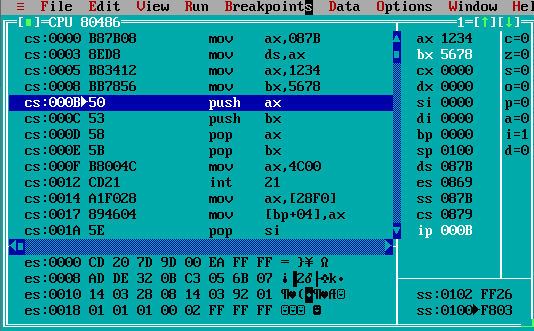 ≡ File Edit View Run Breakpoints Data Options Window Hel
[■]=CPU 80486 1=[↑][↓]
cs:0000 B87B08 mov ax,087B
cs:0003 8ED8 mov ds,ax
cs:0005 B83412 mov ax,1234
cs:0008 BB7856 mov bx,5678
cs:000B►50 push ax
cs:000C 53 push bx
cs:000D 58 pop ax
cs:000E 5B pop bx
cs:000F B8004C mov ax,4C00
cs:0012 CD21 int 21
cs:0014 A1F028 mov ax,[28F0]
cs:0017 894604 mov [bp+04],ax
cs:001A 5E pop si
ax 1234 c=0
bx 5678 z=0
cx 0000 s=0
dx 0000 o=0
si 0000 p=0
di 0000 a=0
bp 0000 i=1
sp 0100 d=0
ds 087B
es 0869
ss 087B
cs 0879
ip 000B
es:0000 CD 20 7D 9D 00 EA FF FF = }¥ Ω
es:0008 AD DE 32 0B C3 05 6B 07
es:0010 14 03 28 08 14 03 92 01
es:0018 01 01 01 00 02 FF FF FF
ss:0102 FF26
ss:0100►FB03